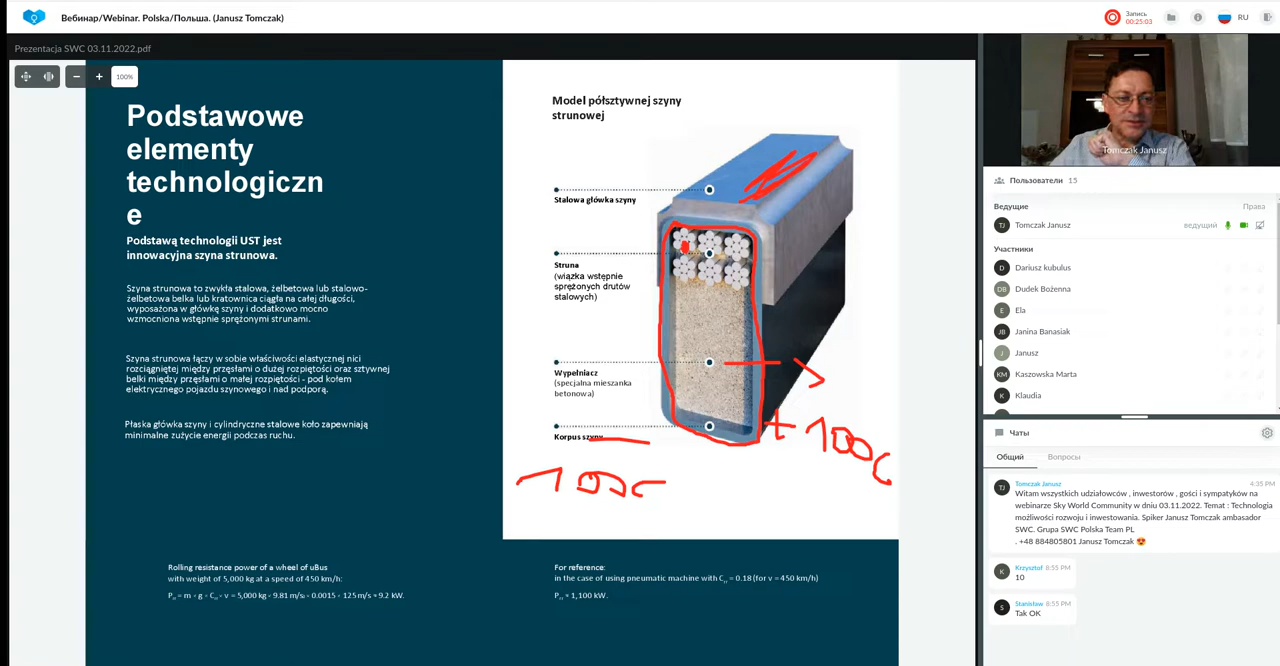 Вебинар/Webinar. Polska/Польша. (Janusz Tomczak)
Запись
00:25:03
RU
Prezentacja SWC 03.11.2022.pdf
100%
Podstawowe
elementy
technologiczn
e
Podstawą technologii UST jest
innowacyjna szyna strunowa.
Szyna strunowa to zwykła stalowa, żelbetowa lub stalowo-
żelbetowa belka lub kratownica ciągła na całej długości,
wyposażona w główkę szyny i dodatkowo mocno
wzmocniona wstępnie sprężonymi strunami.
Szyna strunowa łączy w sobie właściwości elastycznej nici
rozciągniętej między przęsłami o dużej rozpiętości oraz sztywnej
belki między przęsłami o małej rozpiętości - pod kołem
elektrycznego pojazdu szynowego i nad podporą.
Płaska główka szyny i cylindryczne stalowe koło zapewniają
minimalne zużycie energii podczas ruchu.
Model półsztywnej szyny
strunowej
Stalowa główka szyny
Struna
(wiązka wstępnie
sprężonych drutów
stalowych)
Wypełniacz
(specjalna mieszanka
betonowa)
Korpus szyny
+100C
100C
Rolling resistance power of a wheel of uBus
with weight of 5,000 kg at a speed of 450 km/h:
For reference:
in the case of using pneumatic machine with Crr = 0.18 (for v = 450 km/h)
Tomczak Janusz
Пользователи 15
Ведущие Права
TJ Tomczak Janusz ведущий
Участники
D Dariusz kubulus
DB Dudek Bożenna
E Ela
JB Janina Banasiak
J Janusz
KM Kaszowska Marta
K Klaudia
Чаты
Общий Вопросы
TJ Tomczak Janusz 4:35 PM
Witam wszystkich udziałowców , inwestorów , gości i sympatyków na
webinarze Sky World Community w dniu 03.11.2022. Temat : Technologia
możliwości rozwoju i inwestowania. Spiker Janusz Tomczak ambasador
SWC. Grupa SWC Polska Team PL
. +48 884805801 Janusz Tomczak 😍
K Krzysztof 8:55 PM
10
S Stanisław 8:55 PM
Tak OK